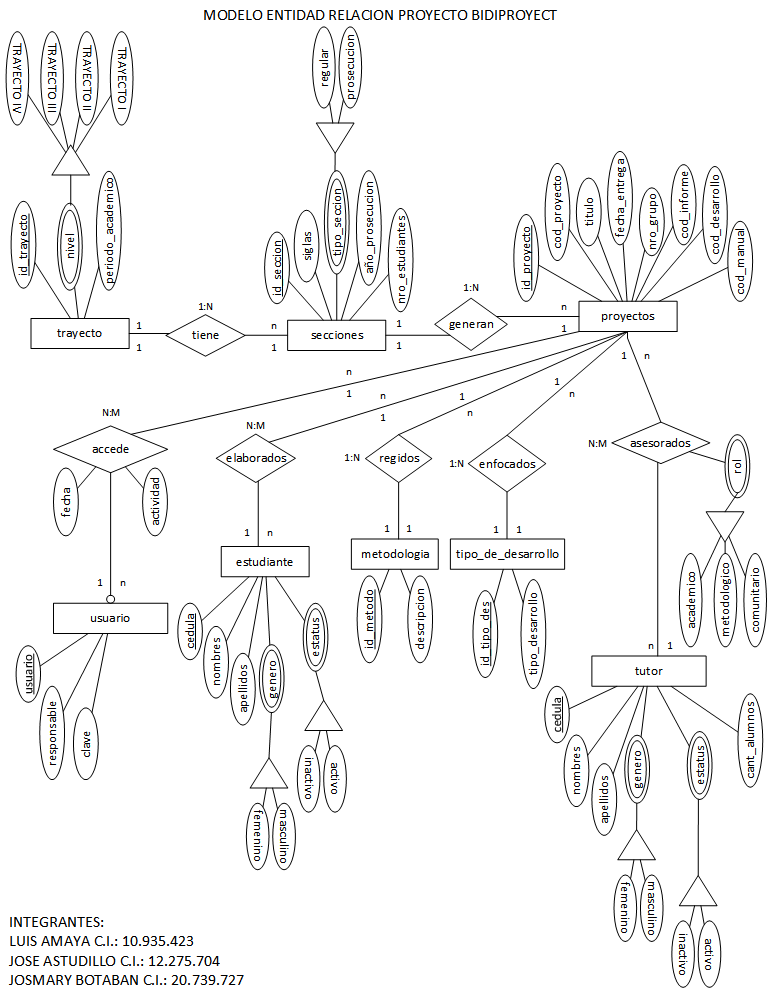 MODELO ENTIDAD RELACION PROYECTO BIDIPROYECT
TRAYECTO IV
TRAYECTO III
TRAYECTO II
TRAYECTO I
regular
prosecucion
id_trayecto
nivel
periodo_academico
id_seccion
siglas
tipo_seccion
año_prosecucion
nro_estudiantes
id_proyecto
cod_proyecto
titulo
fecha_entrega
nro_grupo
cod_informe
cod_desarrollo
cod_manual
trayecto
1
1
1:N
tiene
n
1
secciones
1
1
1:N
generan
n
1
proyectos
n
1
N:M
accede
fecha
actividad
1
n
usuario
usuario
responsable
clave
n
1
N:M
elaborados
1
n
estudiante
cedula
nombres
apellidos
genero
estatus
femenino
masculino
inactivo
activo
1
n
1:N
regidos
n
1
metodologia
id_metodo
descripcion
1
n
1:N
enfocados
n
1
tipo_de_desarrollo
id_tipo_des
tipo_desarrollo
1
n
N:M
asesorados
rol
academico
metodologico
comunitario
n
1
tutor
cedula
nombres
apellidos
genero
estatus
cant_alumnos
femenino
masculino
inactivo
activo
INTEGRANTES:
LUIS AMAYA C.I.: 10.935.423
JOSE ASTUDILLO C.I.: 12.275.704
JOSMARY BOTABAN C.I.: 20.739.727